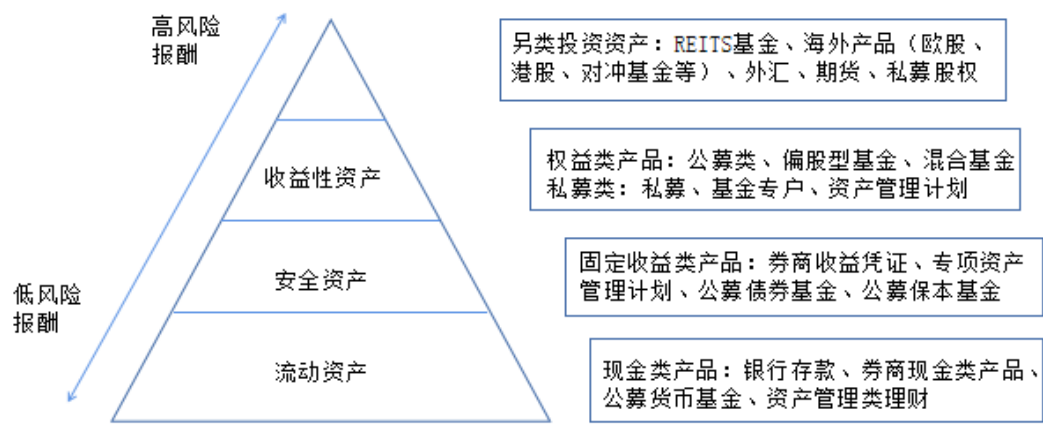 高风险
报酬
另类投资资产：REITS基金、海外产品（欧股、
港股、对冲基金等）、外汇、期货、私募股权
收益性资产
权益类产品：公募类、偏股型基金、混合基金
私募类：私募、基金专户、资产管理计划
安全资产
固定收益类产品：券商收益凭证、专项资产
管理计划、公募债券基金、公募保本基金
低风险
报酬
流动资产
现金类产品：银行存款、券商现金类产品、
公募货币基金、资产管理类理财